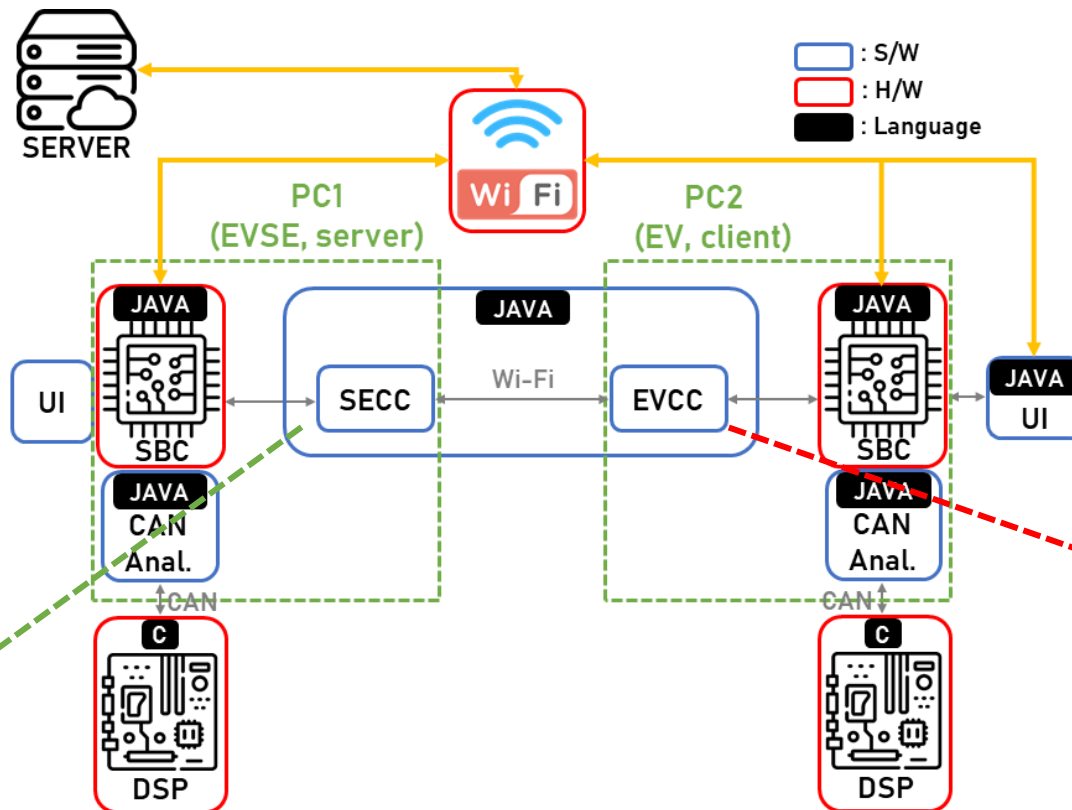 : S/W
: H/W
: Language
SERVER
Wi Fi
PC1
(EVSE, server)
PC2
(EV, client)
JAVA
JAVA
JAVA
UI
SBC
SECC
Wi-Fi
EVCC
SBC
JAVA
UI
JAVA
CAN
Anal.
JAVA
CAN
Anal.
CAN
CAN
C
DSP
C
DSP